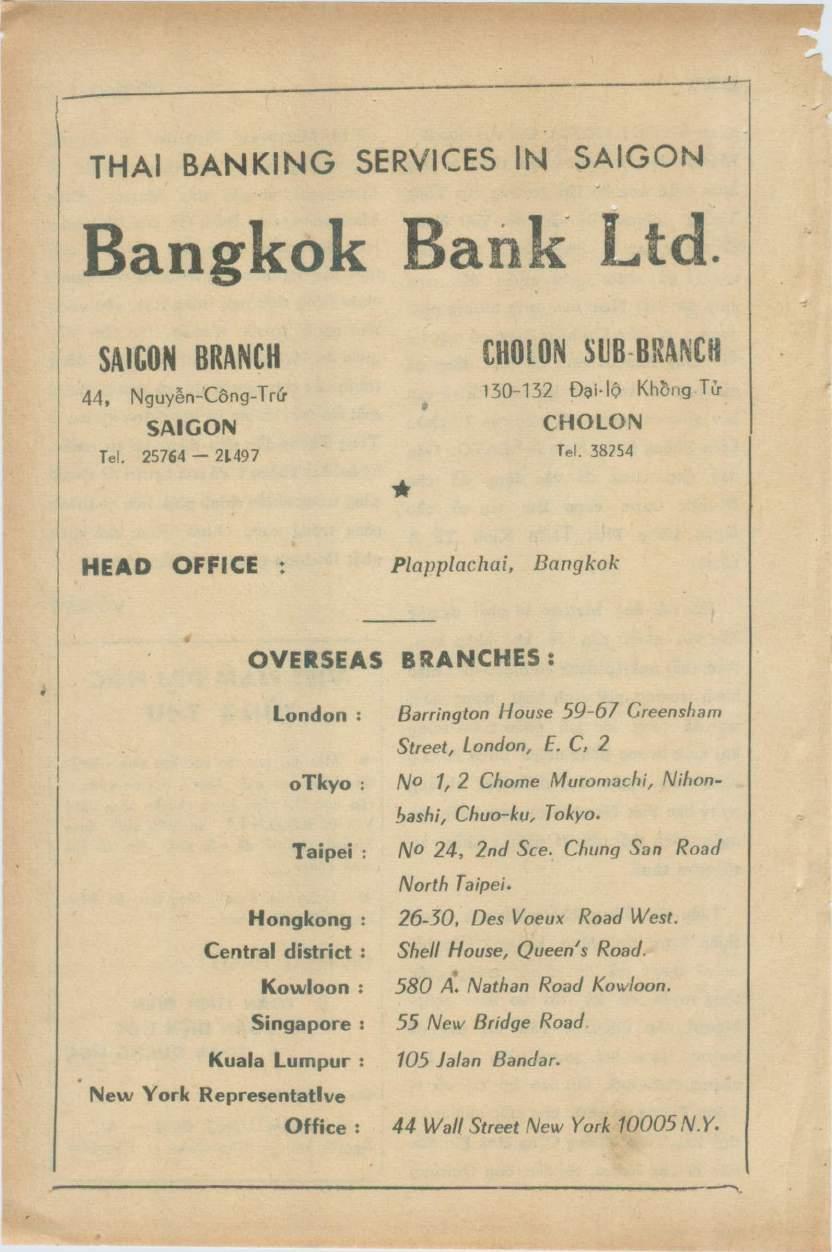 THAI BANKING SERVICES IN SAIGON
Bangkok Bank Ltd.
SAIGON BRANCH
44, Nguyễn-Công-Trứ
SAIGON
Tel. 25764 — 21497
CHOLON SUB-BRANCH
130-132 Đại-lộ Khổng Tử
CHOLON
Tel. 38254
★
HEAD OFFICE : Plapplachai, Bangkok
OVERSEAS BRANCHES :
London : Barrington House 59-67 Greensham
Street, London, E. C, 2
oTkyo : No 1, 2 Chome Muromachi, Nihon-
bashi, Chuo-ku, Tokyo.
Taipei : No 24, 2nd Sce. Chung San Road
North Taipei.
Hongkong : 26-30, Des Voeux Road West.
Central district : Shell House, Queen's Road.
Kowloon : 580 A. Nathan Road Kowloon.
Singapore : 55 New Bridge Road.
Kuala Lumpur : 105 Jalan Bandar.
New York Representative
Office : 44 Wall Street New York 10005 N.Y.